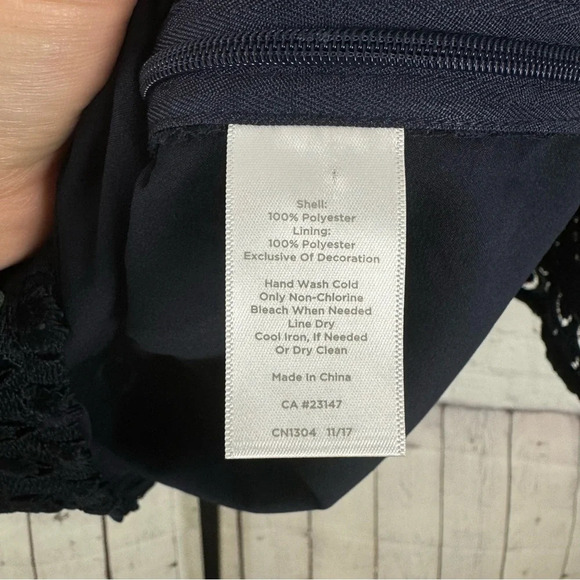 Shell:
100% Polyester
Lining:
100% Polyester
Exclusive Of Decoration
Hand Wash Cold
Only Non-Chlorine
Bleach When Needed
Line Dry
Cool Iron, If Needed
Or Dry Clean
Made In China
CA #23147
CN1304 11/17